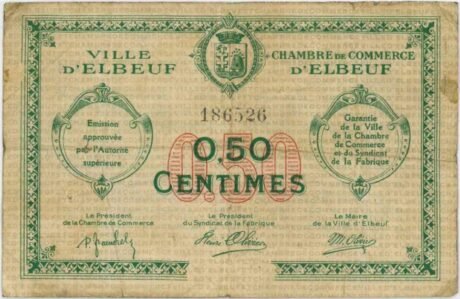 VILLE
D'ELBEUF
CHAMBRE DE COMMERCE
D'ELBEUF
186526
Emission
approuvée
par l'Autorité
supérieure
Garantie
de la Ville
de la Chambre
de Commerce
et du Syndicat
de la Fabrique
0,50
0,50
CENTIMES
Le Président
de la Chambre de Commerce
Le Président
du Syndicat de la Fabrique
Le Maire
de la Ville d'Elbeuf